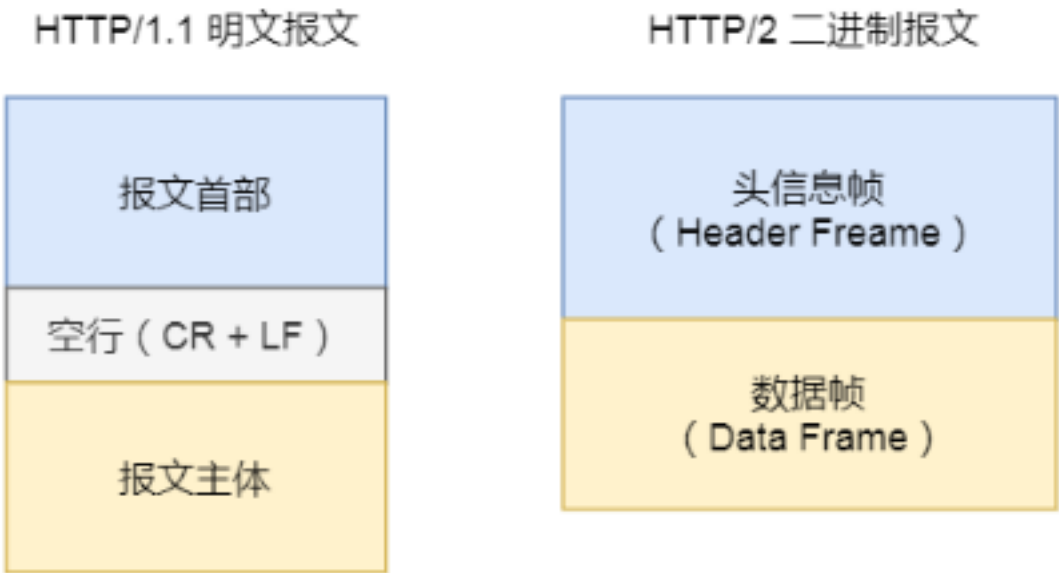 HTTP/1.1 明文报文
HTTP/2 二进制报文
报文首部
空行（CR + LF）
报文主体
头信息帧
（Header Freame）
数据帧
（Data Frame）